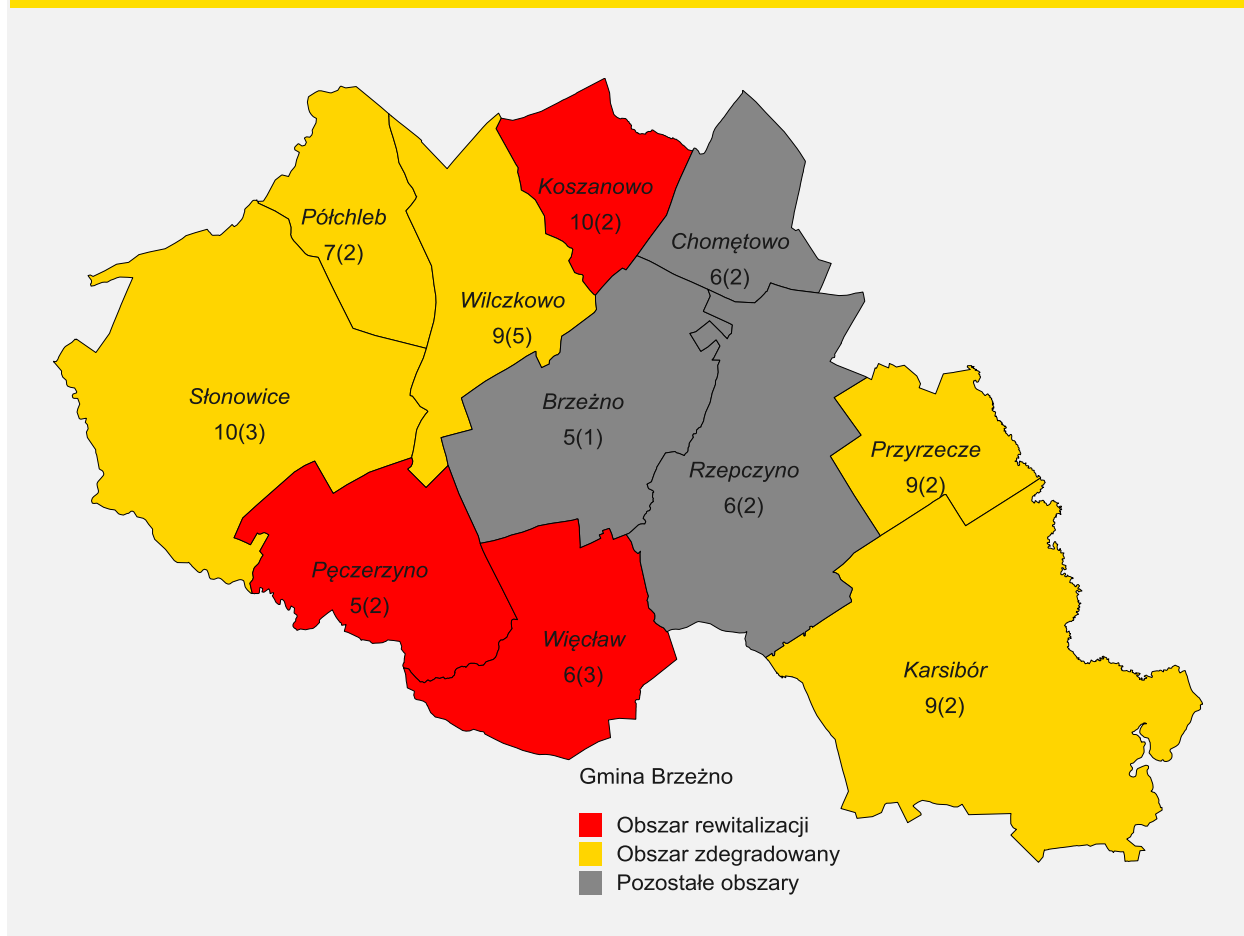 Koszanowo
10(2)
Półchleb
7(2)
Chomętowo
6(2)
Wilczkowo
9(5)
Słonowice
10(3)
Brzeżno
5(1)
Przyrzecze
9(2)
Rzepczyno
6(2)
Pęczerzyno
5(2)
Więcław
6(3)
Karsibór
9(2)
Gmina Brzeżno
Obszar rewitalizacji
Obszar zdegradowany
Pozostałe obszary